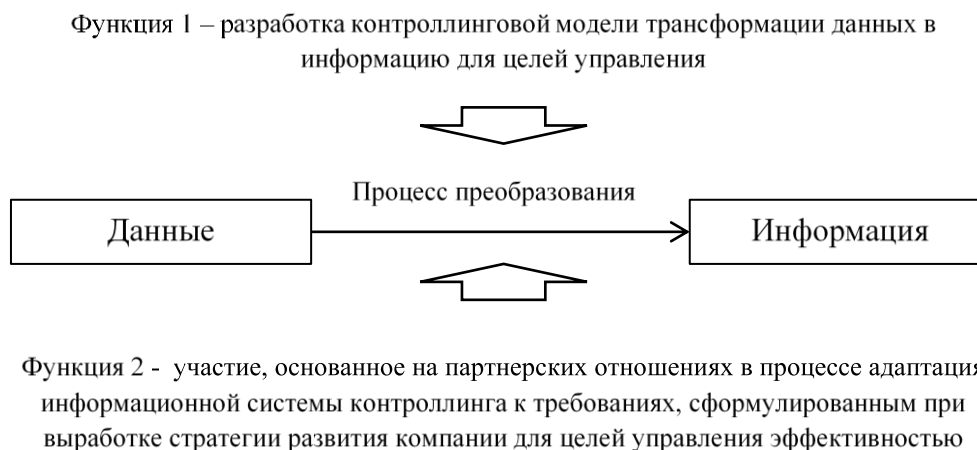 Функция 1 – разработка контроллинговой модели трансформации данных в
информацию для целей управления
Процесс преобразования
Данные
Информация
Функция 2 - участие, основанное на партнерских отношениях в процессе адаптация
информационной системы контроллинга к требованиях, сформулированным при
выработке стратегии развития компании для целей управления эффективностью